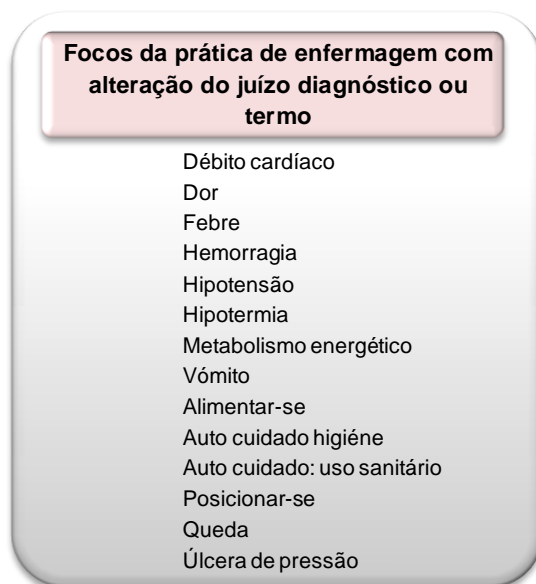 Focos da prática de enfermagem com
alteração do juízo diagnóstico ou
termo
Débito cardíaco
Dor
Febre
Hemorragia
Hipotensão
Hipotermia
Metabolismo energético
Vómito
Alimentar-se
Auto cuidado higiéne
Auto cuidado: uso sanitário
Posicionar-se
Queda
Úlcera de pressão